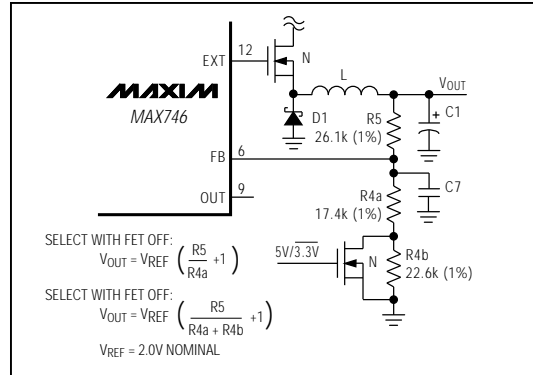 EXT
12
N
MAXIM
MAX746
L
VOUT
D1
R5
26.1k (1%)
+
C1
FB
6
OUT
9
R4a
17.4k (1%)
C7
SELECT WITH FET OFF:
VOUT = VREF ( R5 / R4a +1 )
5V/3.3V
N
R4b
22.6k (1%)
SELECT WITH FET OFF:
VOUT = VREF ( R5 / R4a + R4b +1 )
VREF = 2.0V NOMINAL